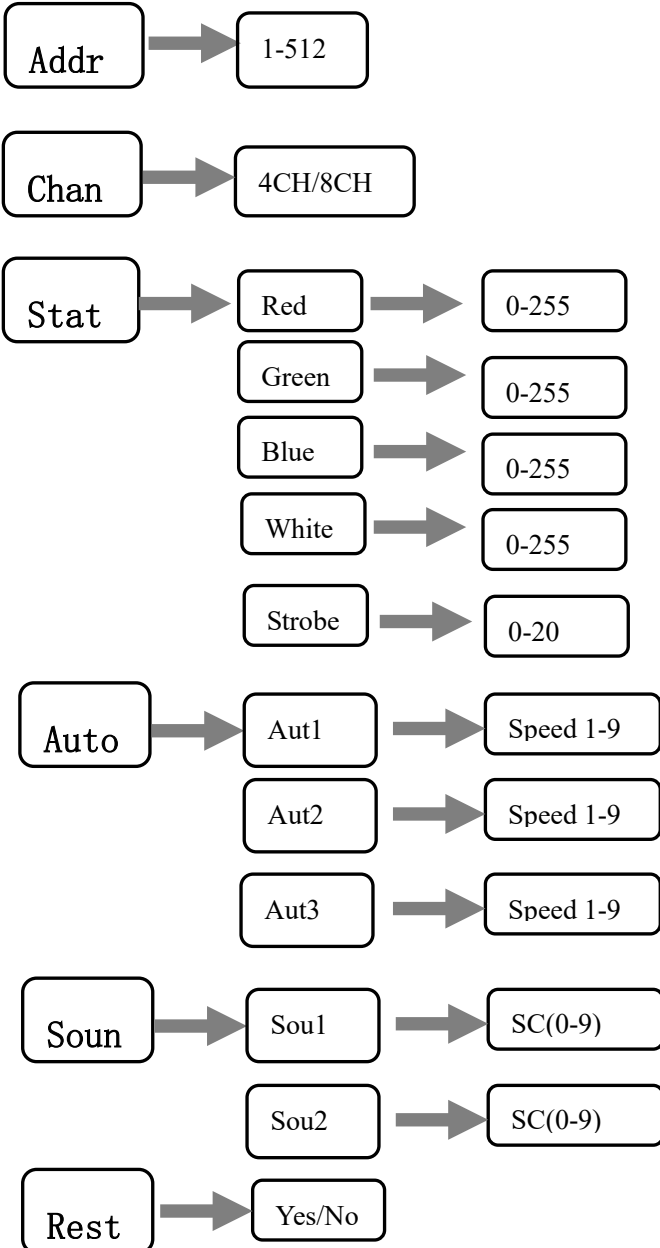 Addr 1-512
Chan 4CH/8CH
Stat Red 0-255
Green 0-255
Blue 0-255
White 0-255
Strobe 0-20
Auto Aut1 Speed 1-9
Aut2 Speed 1-9
Aut3 Speed 1-9
Soun Sou1 SC(0-9)
Sou2 SC(0-9)
Rest Yes/No